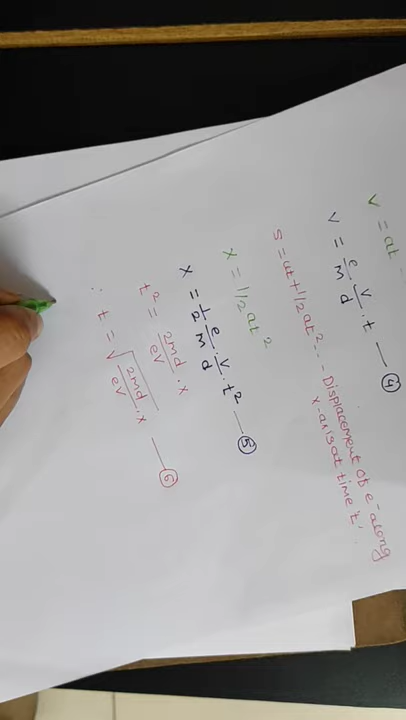 v = at
v = e/m · V/d · t — ④
s = ut + 1/2 at² - - Displacement of e⁻ along
x-axis at time 't'.
x = 1/2 at²
x = 1/2 e/m · V/d · t² — ⑤
t² = 2md/eV · x
∴ t = √(2md/eV · x) — ⑥